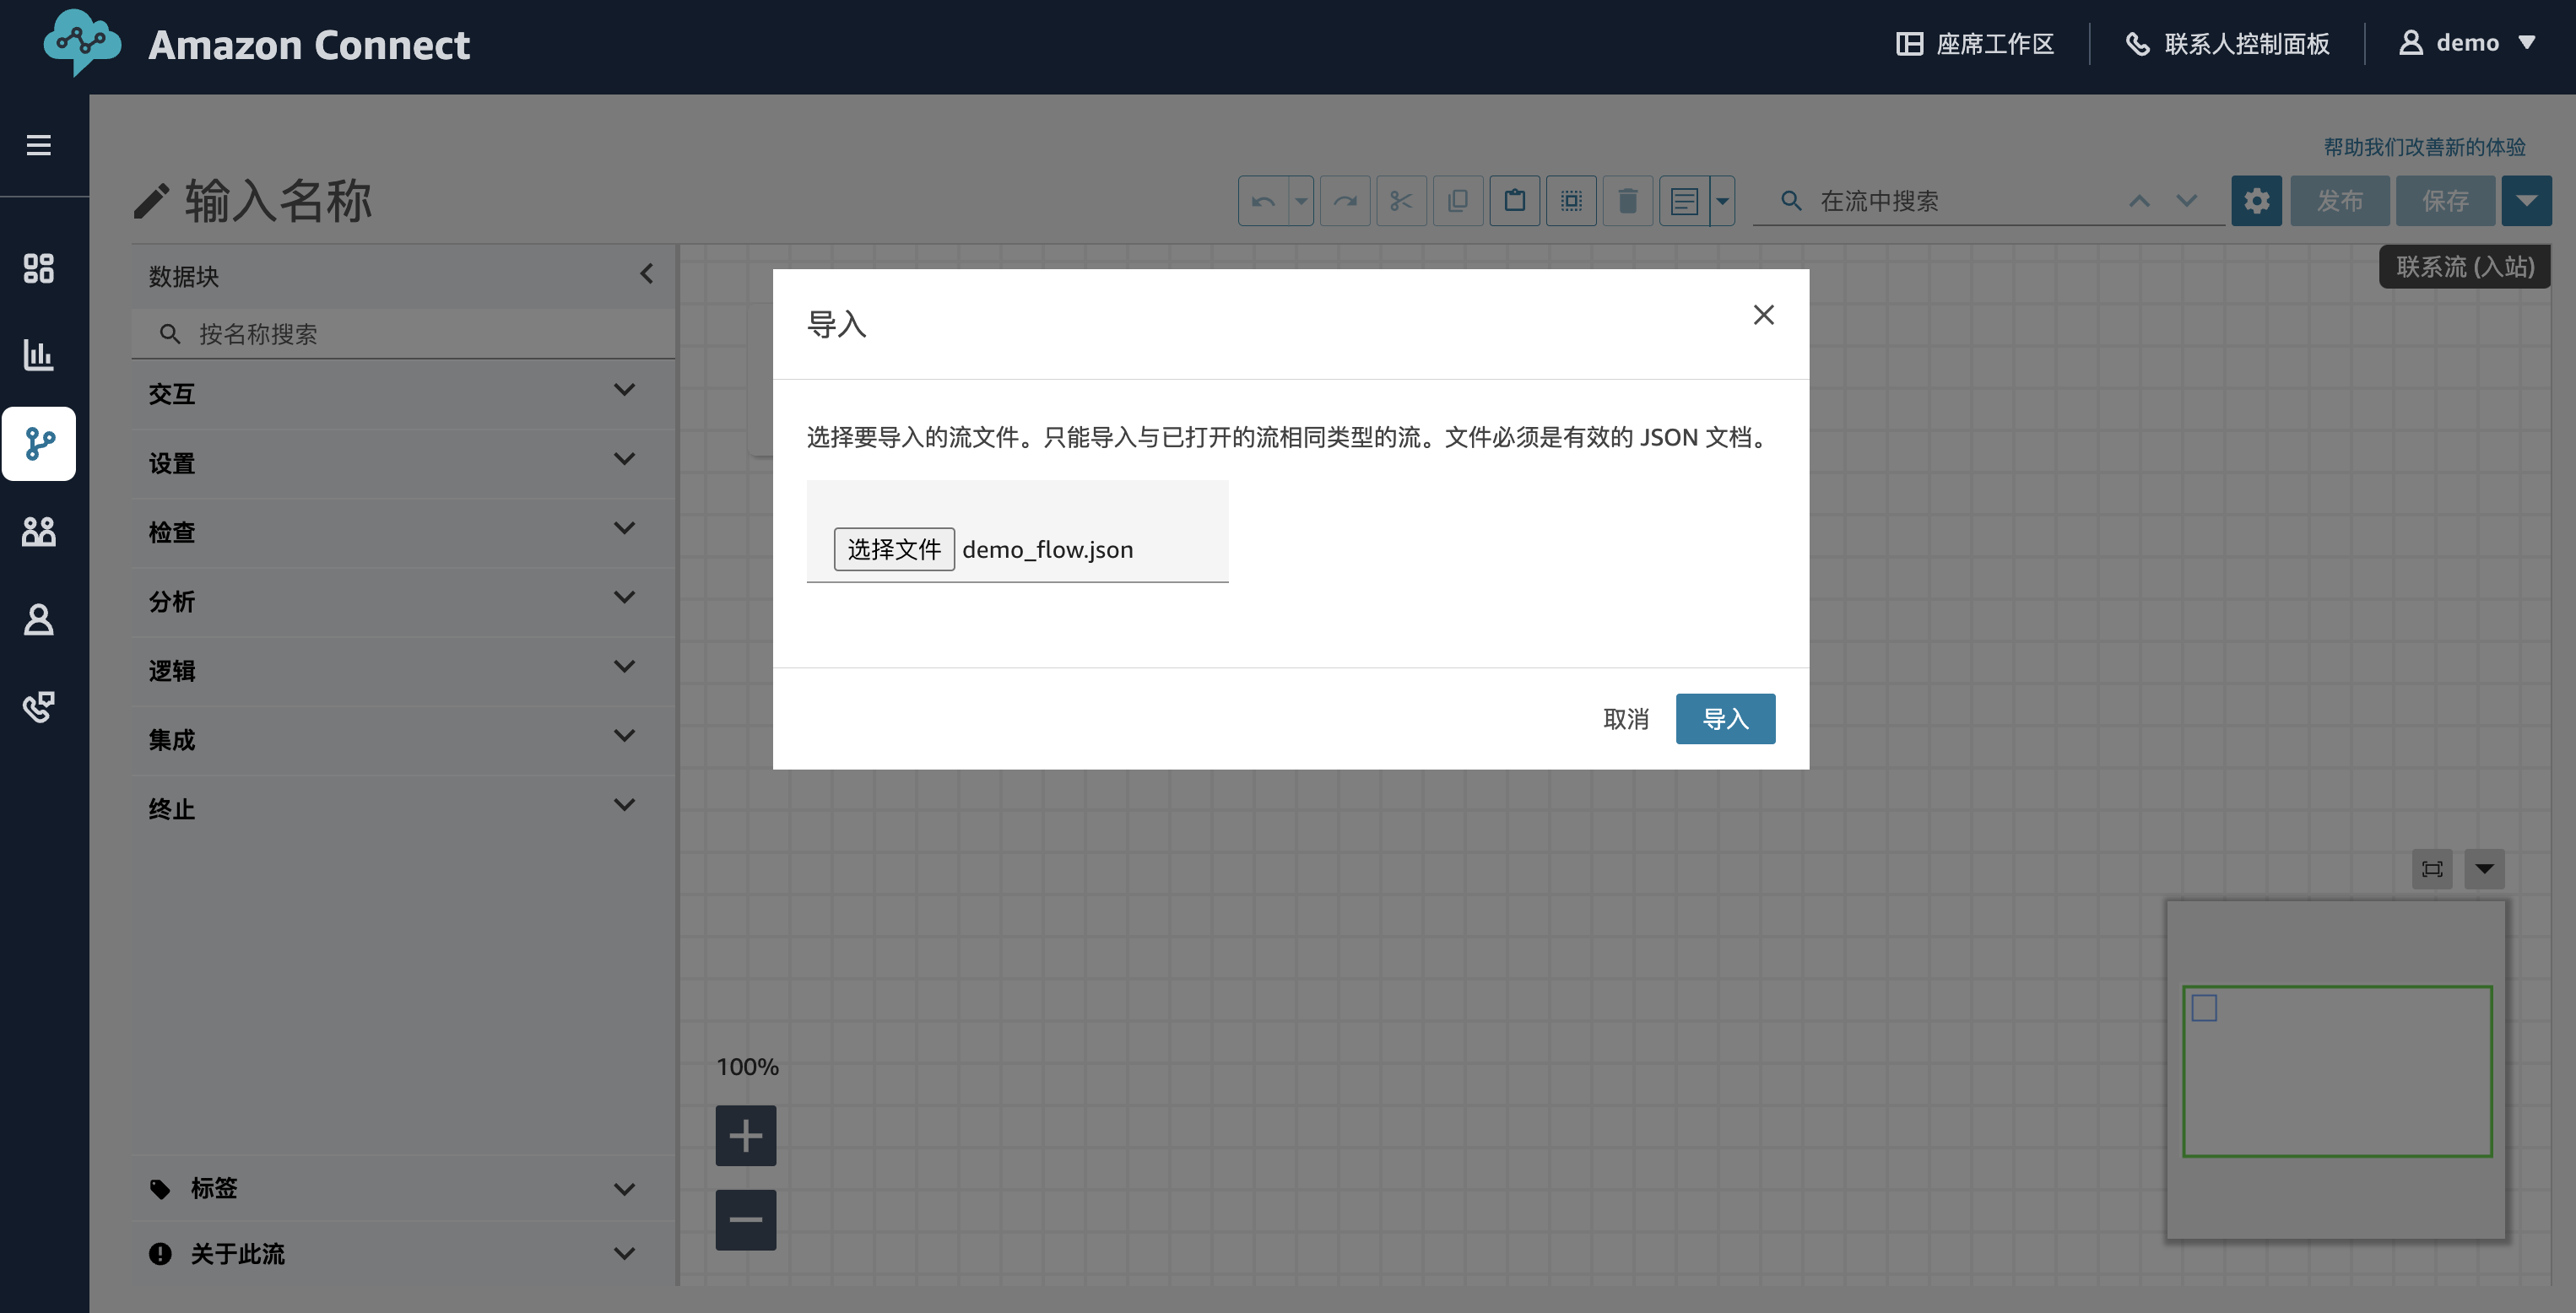 Amazon Connect
座席工作区
联系人控制面板
demo
帮助我们改善新的体验
输入名称
在流中搜索
发布
保存
数据块
联系流 (入站)
按名称搜索
交互
设置
检查
分析
逻辑
集成
终止
导入
选择要导入的流文件。只能导入与已打开的流相同类型的流。文件必须是有效的 JSON 文档。
选择文件 demo_flow.json
取消
导入
100%
标签
关于此流